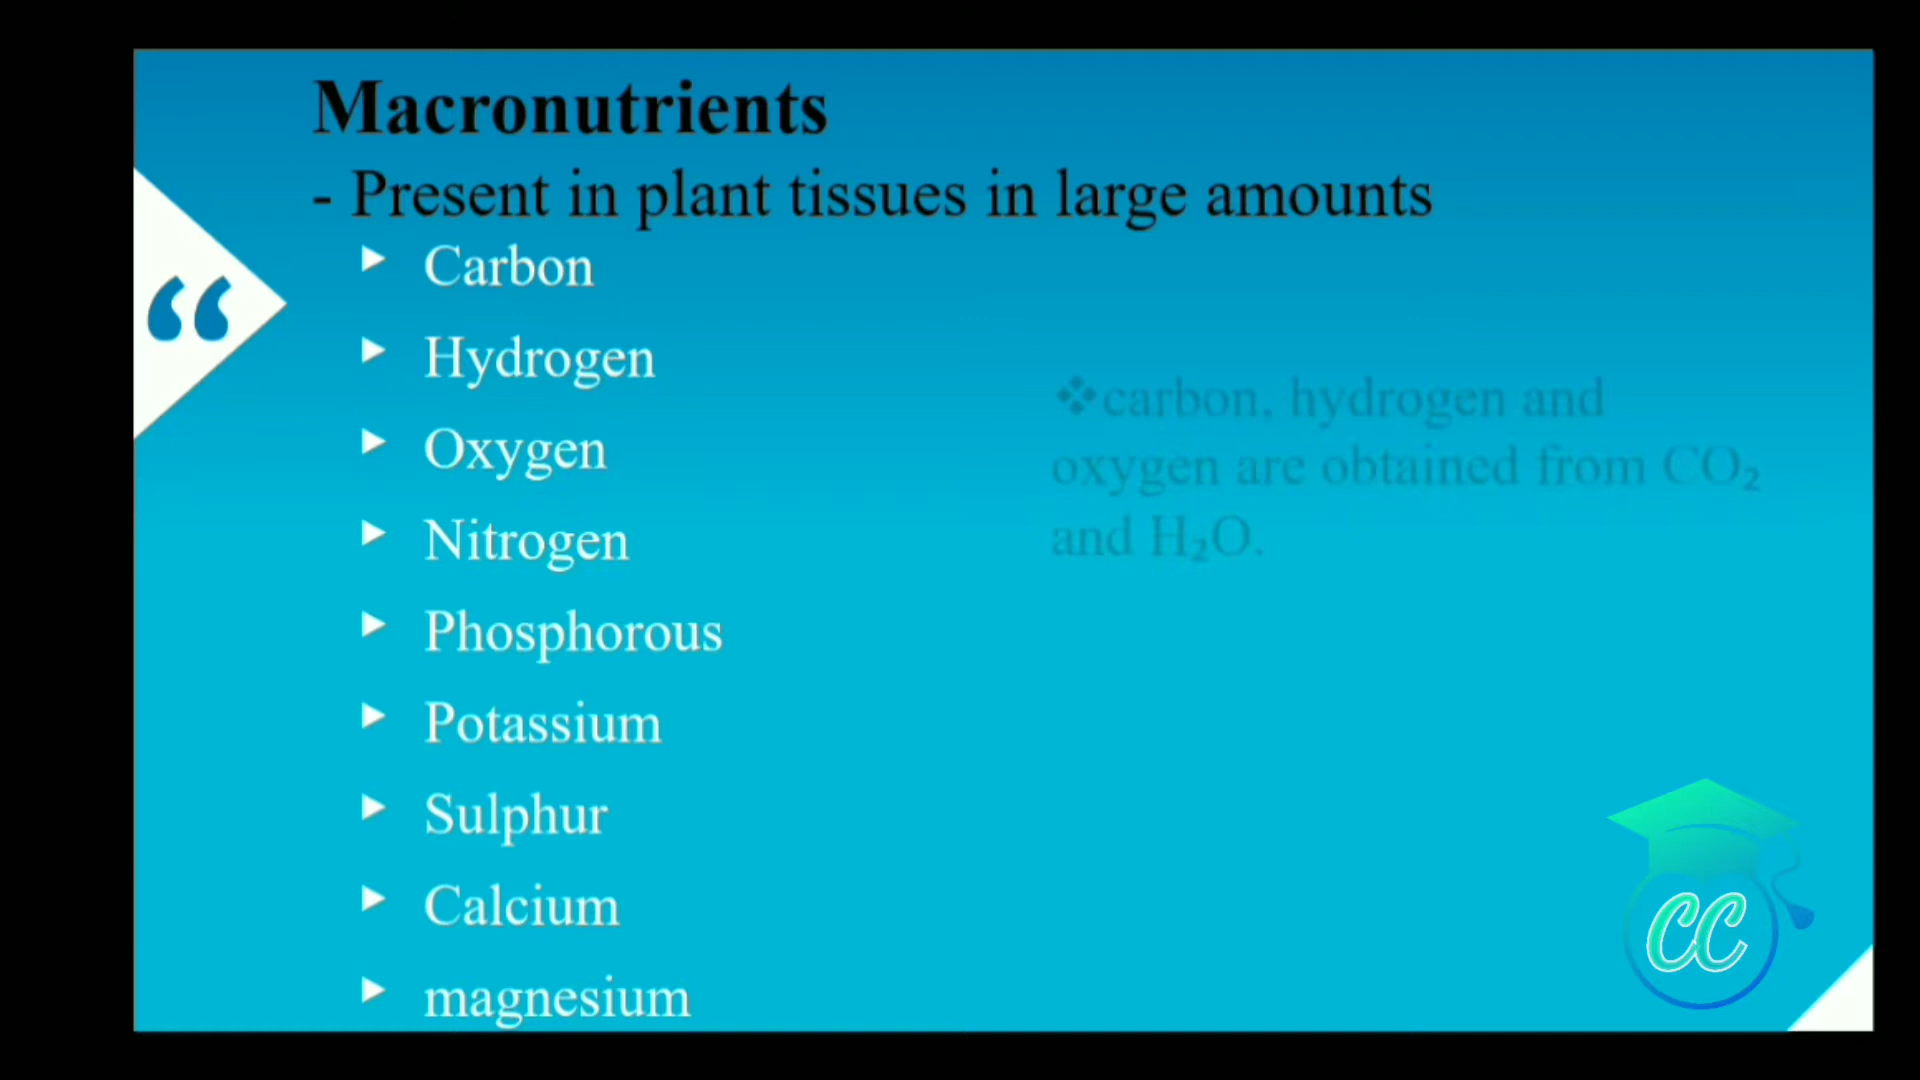 Macronutrients
- Present in plant tissues in large amounts
“
► Carbon
► Hydrogen
► Oxygen
► Nitrogen
► Phosphorous
► Potassium
► Sulphur
► Calcium
► magnesium
❖carbon, hydrogen and
oxygen are obtained from CO₂
and H₂O.
CC